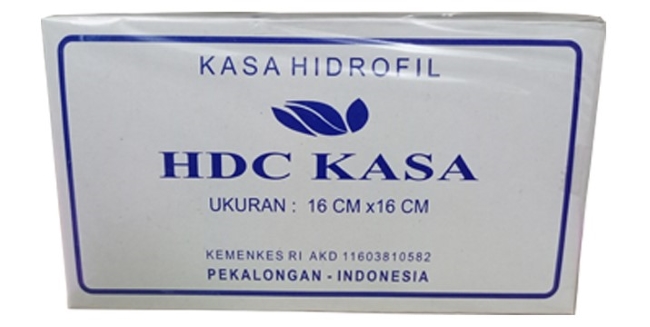 KASA HIDROFIL
HDC KASA
UKURAN : 16 CM x16 CM
KEMENKES RI AKD 11603810582
PEKALONGAN - INDONESIA